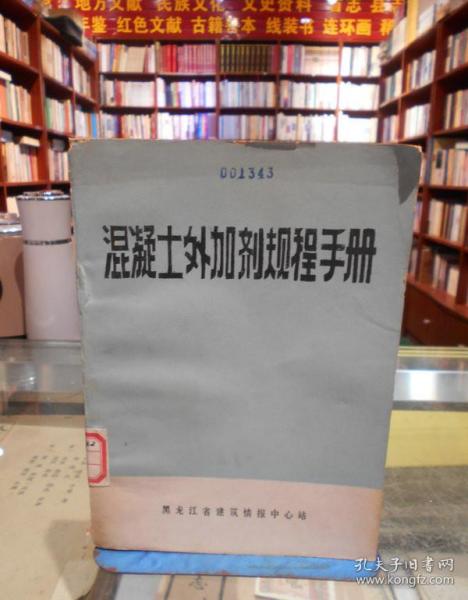 地方文献 民族文化 文史资料
年鉴 红色文献 古籍善本 线装书 连环画
001343
混凝土外加剂规程手册
黑龙江省建筑情报中心站
孔夫子旧书网
www.kongfz.com